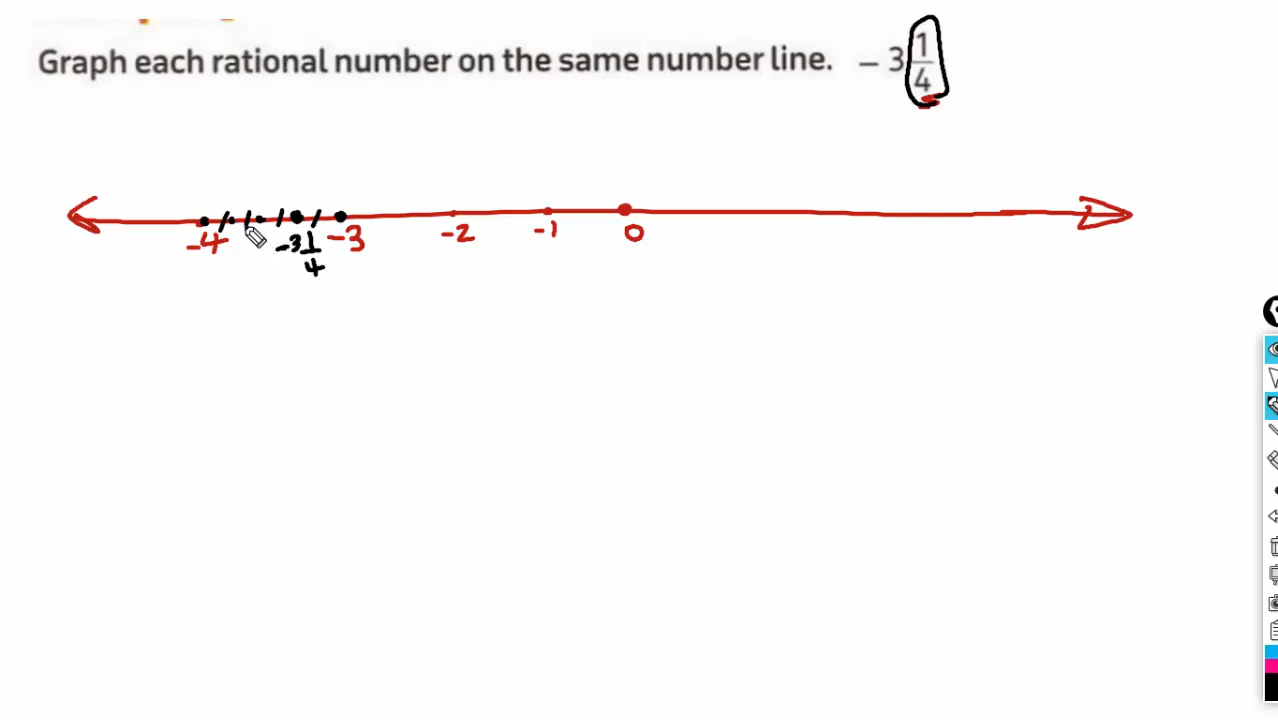 Graph each rational number on the same number line. − 3 1/4
-4 -3 1/4 -3 -2 -1 0